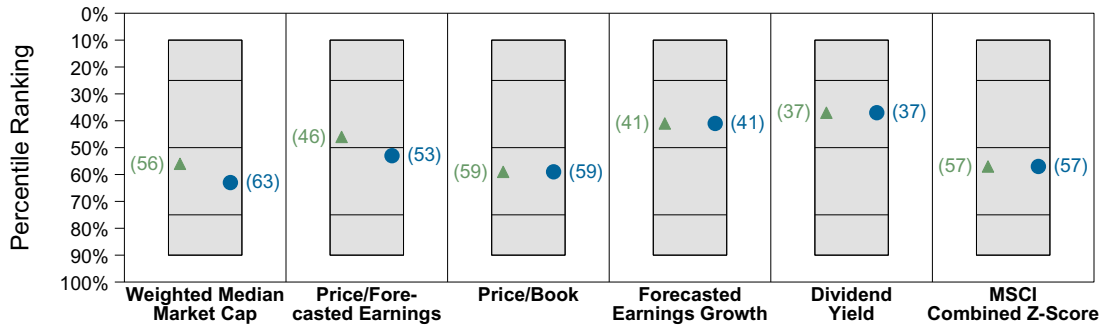 Percentile Ranking
0%
10%
20%
30%
40%
50%
60%
70%
80%
90%
100%
(56)
(63)
(46)
(53)
(59)
(59)
(41)
(41)
(37)
(37)
(57)
(57)
Weighted Median
Market Cap
Price/Fore-
casted Earnings
Price/Book
Forecasted
Earnings Growth
Dividend
Yield
MSCI
Combined Z-Score